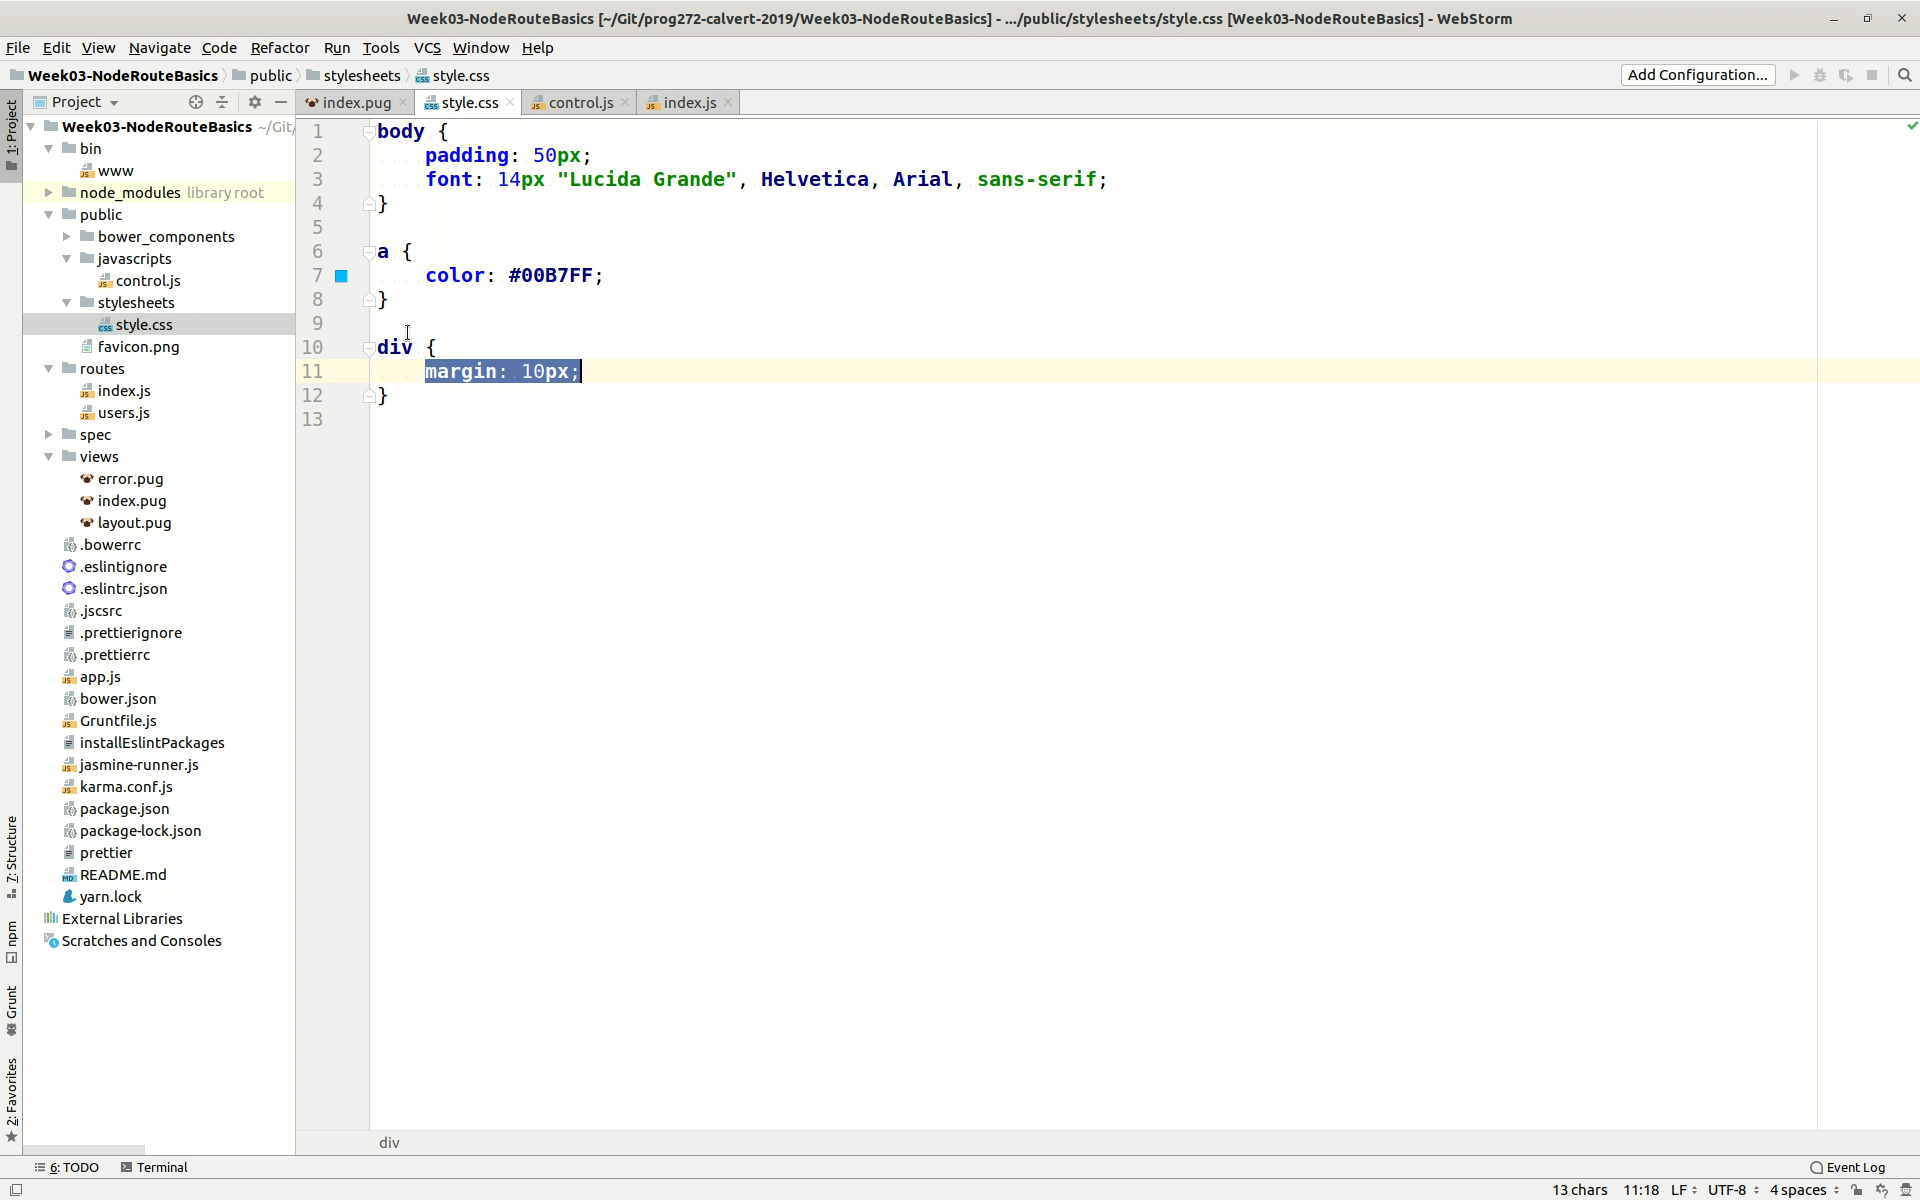 Week03-NodeRouteBasics [~/Git/prog272-calvert-2019/Week03-NodeRouteBasics] - .../public/stylesheets/style.css [Week03-NodeRouteBasics] - WebStorm
File Edit View Navigate Code Refactor Run Tools VCS Window Help
Week03-NodeRouteBasics public stylesheets style.css Add Configuration...
1: Project
Project
index.pug style.css control.js index.js
Week03-NodeRouteBasics ~/Git/
bin
www
node_modules library root
public
bower_components
javascripts
control.js
stylesheets
style.css
favicon.png
routes
index.js
users.js
spec
views
error.pug
index.pug
layout.pug
.bowerrc
.eslintignore
.eslintrc.json
.jscsrc
.prettierignore
.prettierrc
app.js
bower.json
Gruntfile.js
installEslintPackages
jasmine-runner.js
karma.conf.js
package.json
package-lock.json
prettier
README.md
yarn.lock
External Libraries
Scratches and Consoles
7: Structure
npm
Grunt
2: Favorites
1 body {
2 padding: 50px;
3 font: 14px "Lucida Grande", Helvetica, Arial, sans-serif;
4 }
5
6 a {
7 color: #00B7FF;
8 }
9
10 div {
11 margin: 10px;
12 }
13
div
6: TODO Terminal Event Log
13 chars 11:18 LF UTF-8 4 spaces